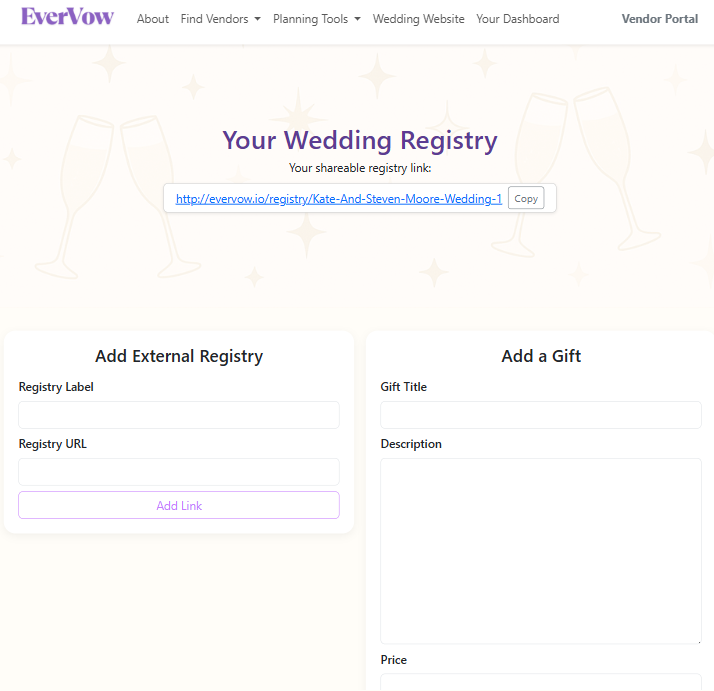 EverVow About Find Vendors Planning Tools Wedding Website Your Dashboard Vendor Portal
Your Wedding Registry
Your shareable registry link:
http://evervow.io/registry/Kate-And-Steven-Moore-Wedding-1 Copy
Add External Registry
Registry Label
Registry URL
Add Link
Add a Gift
Gift Title
Description
Price